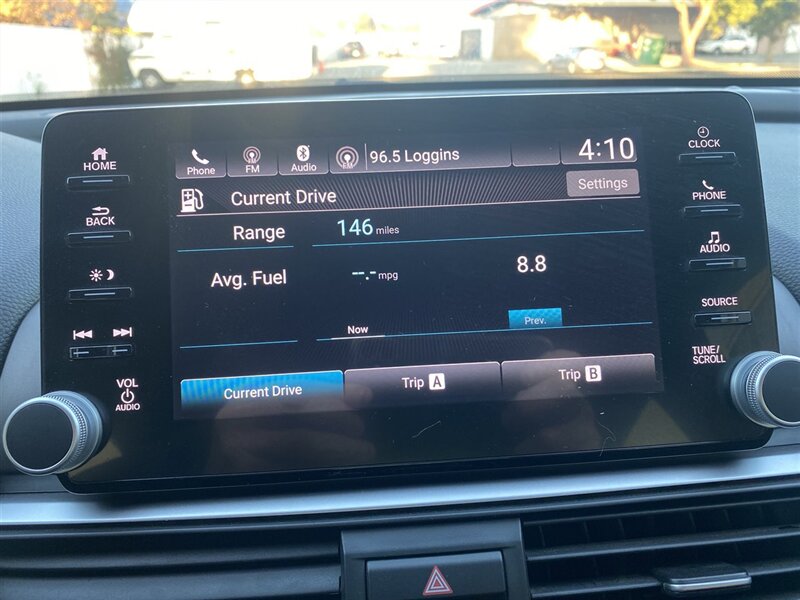 HOME
BACK
VOL
AUDIO
Phone
FM
Audio
FM
96.5 Loggins
4:10
Current Drive
Settings
Range 146 miles
Avg. Fuel --.- mpg 8.8
Now Prev.
Current Drive Trip A Trip B
CLOCK
PHONE
AUDIO
SOURCE
TUNE/
SCROLL